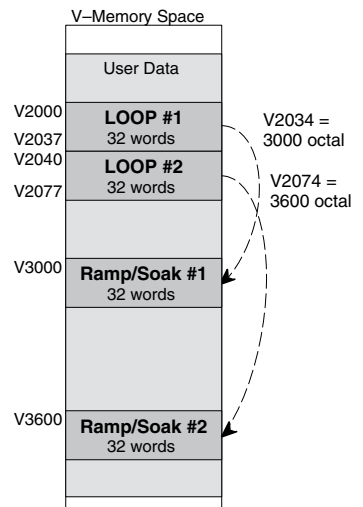 V–Memory Space
User Data
V2000
LOOP #1
V2034 =
3000 octal
V2037
32 words
V2040
LOOP #2
V2074 =
3600 octal
V2077
32 words
V3000
Ramp/Soak #1
32 words
V3600
Ramp/Soak #2
32 words